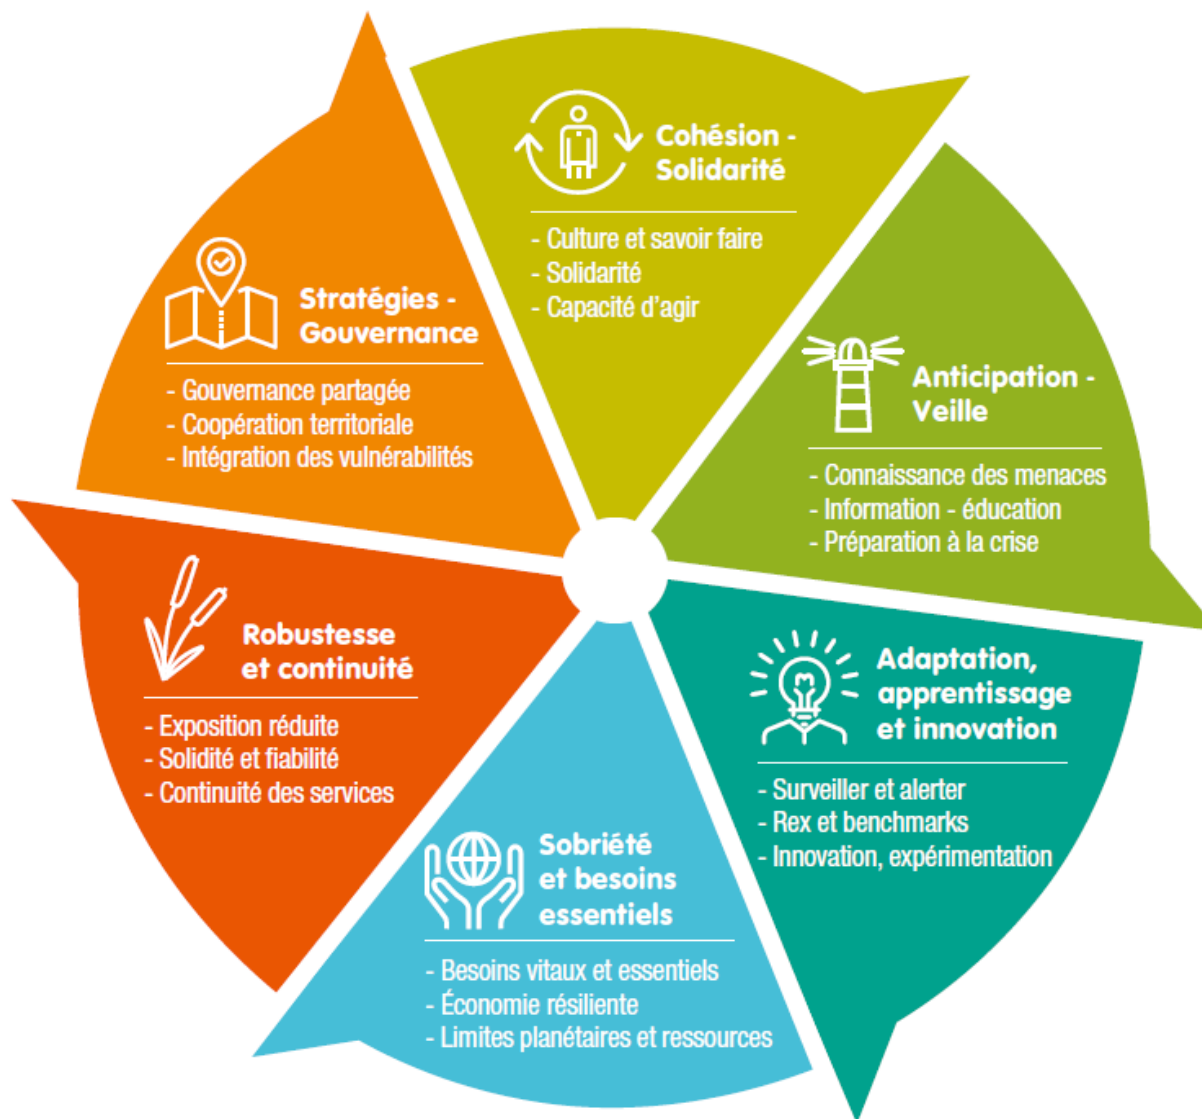 Cohésion -
Solidarité
- Culture et savoir faire
- Solidarité
- Capacité d'agir
Anticipation -
Veille
- Connaissance des menaces
- Information - éducation
- Préparation à la crise
Adaptation,
apprentissage
et innovation
- Surveiller et alerter
- Rex et benchmarks
- Innovation, expérimentation
Sobriété
et besoins
essentiels
- Besoins vitaux et essentiels
- Économie résiliente
- Limites planétaires et ressources
Robustesse
et continuité
- Exposition réduite
- Solidité et fiabilité
- Continuité des services
Stratégies -
Gouvernance
- Gouvernance partagée
- Coopération territoriale
- Intégration des vulnérabilités